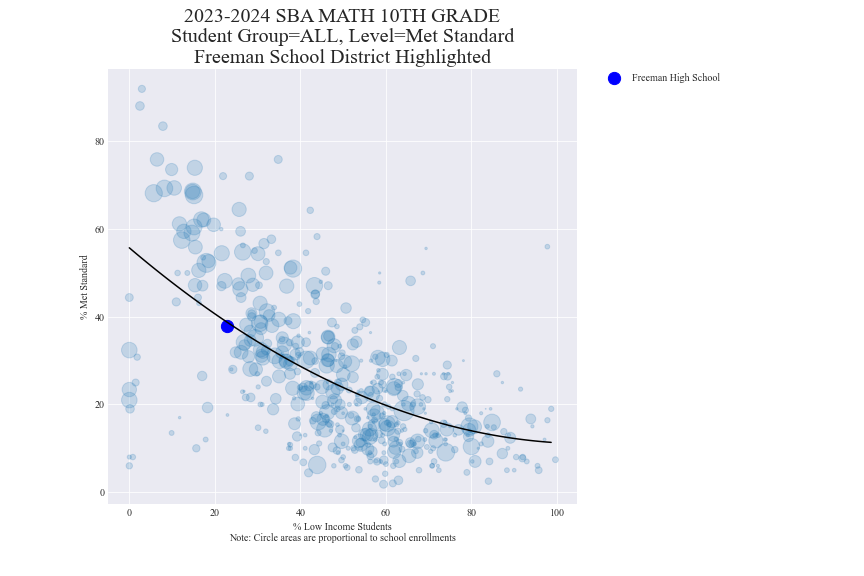 2023-2024 SBA MATH 10TH GRADE
Student Group=ALL, Level=Met Standard
Freeman School District Highlighted
Freeman High School
% Met Standard
80
60
40
20
0
0 20 40 60 80 100
% Low Income Students
Note: Circle areas are proportional to school enrollments